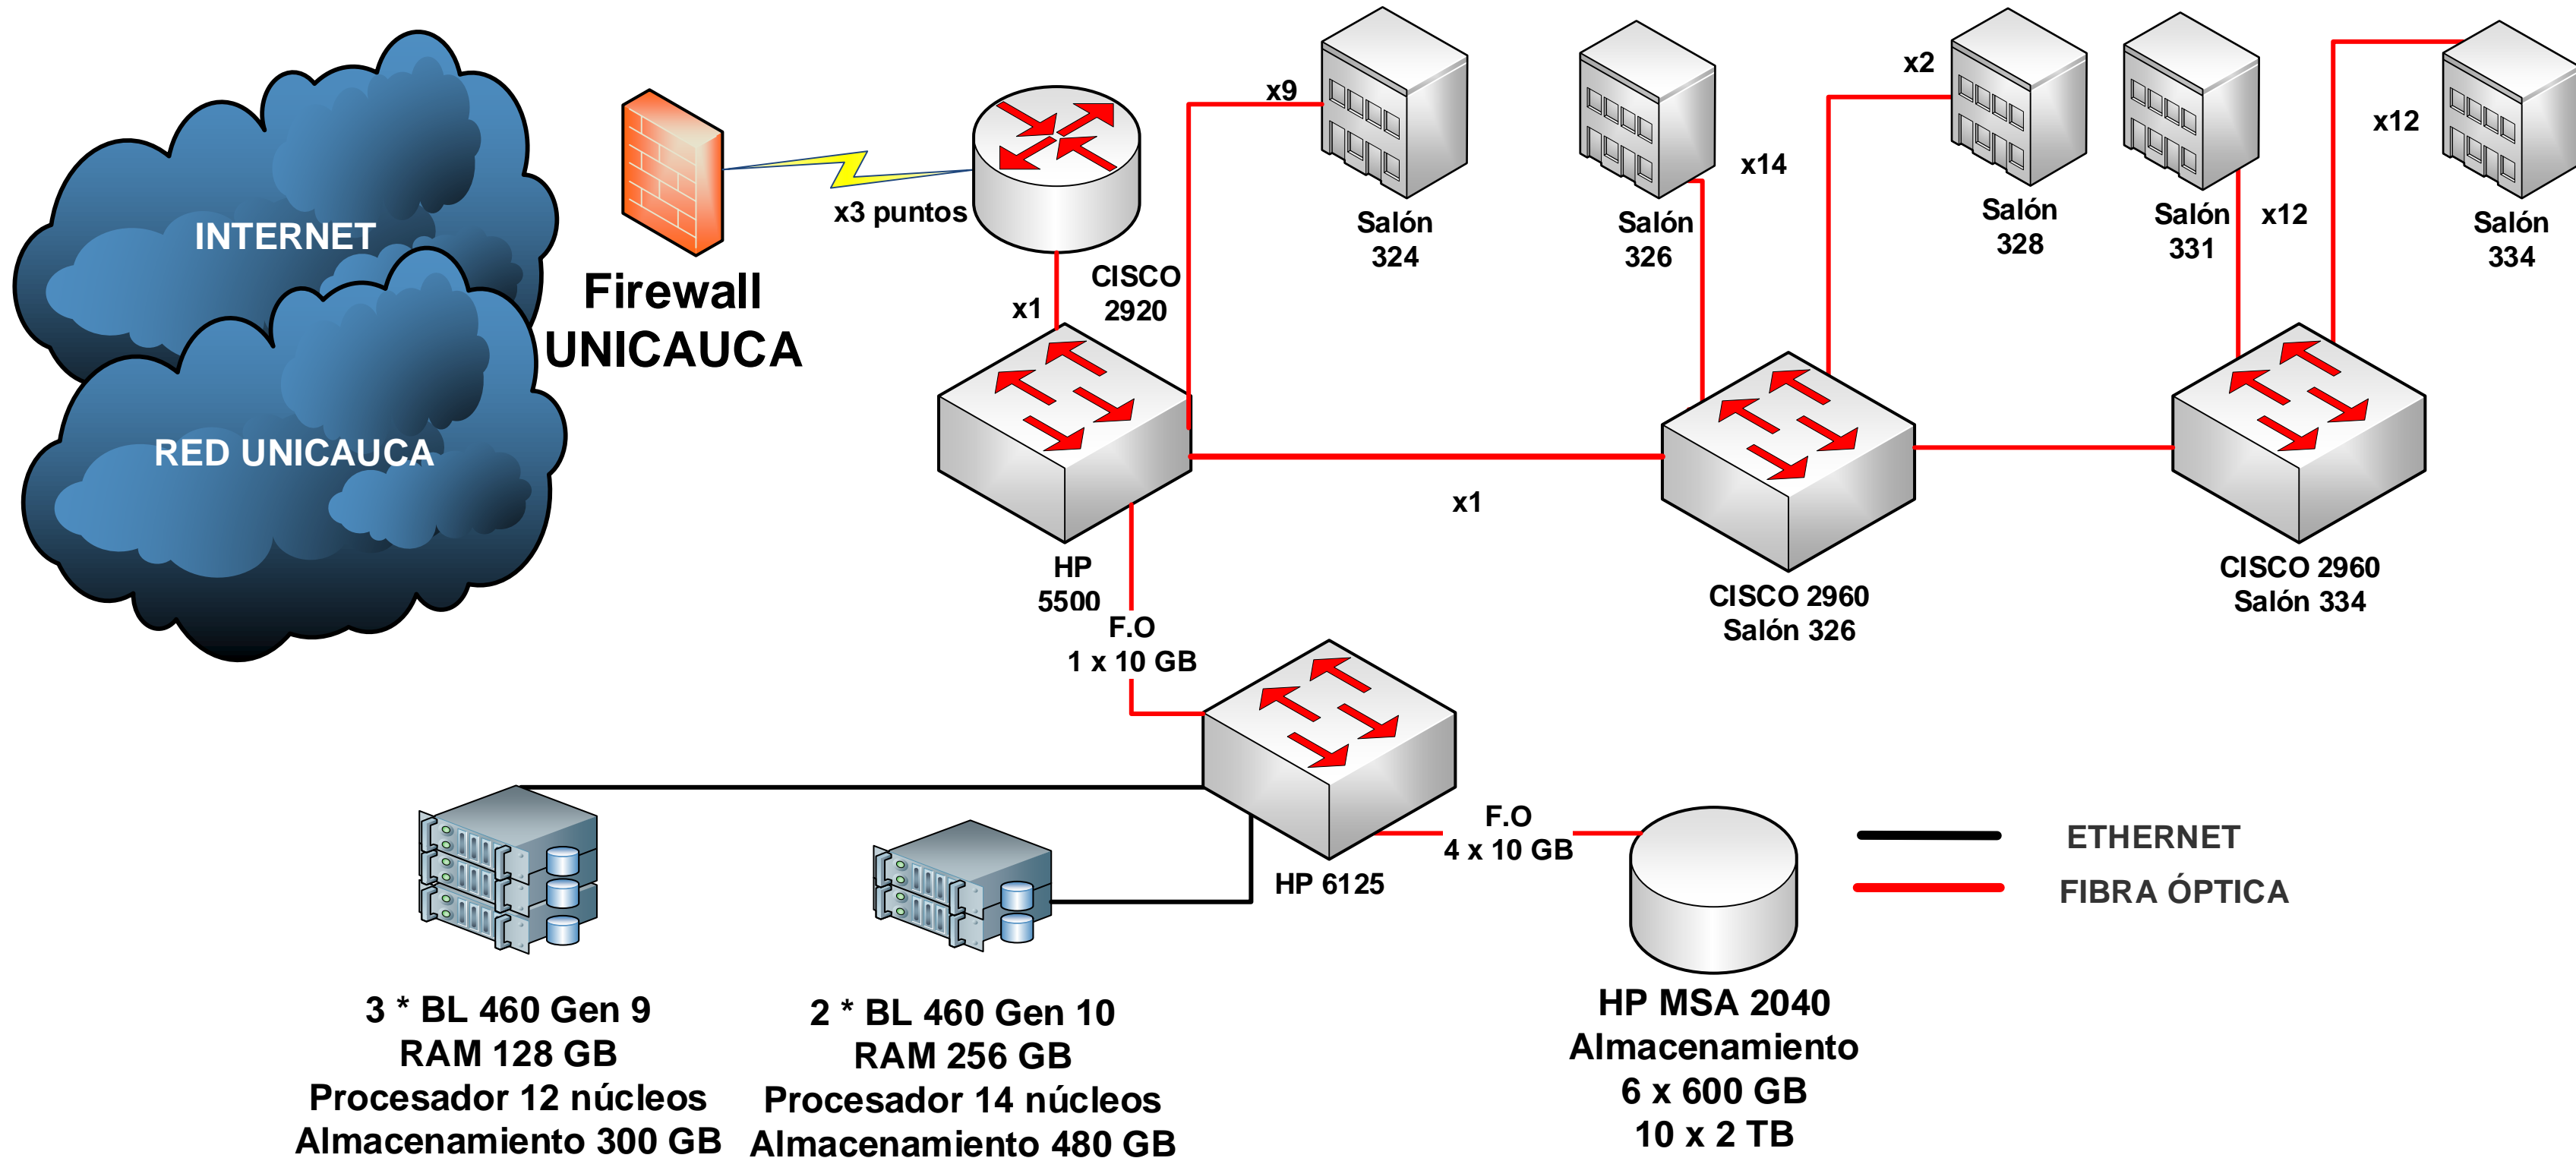 INTERNET
RED UNICAUCA
Firewall
UNICAUCA
x3 puntos
CISCO
2920
x1
x9
Salón
324
Salón
326
x14
x2
Salón
328
Salón
331
x12
x12
Salón
334
HP
5500
x1
CISCO 2960
Salón 326
CISCO 2960
Salón 334
F.O
1 x 10 GB
HP 6125
F.O
4 x 10 GB
ETHERNET
FIBRA ÓPTICA
3 * BL 460 Gen 9
RAM 128 GB
Procesador 12 núcleos
Almacenamiento 300 GB
2 * BL 460 Gen 10
RAM 256 GB
Procesador 14 núcleos
Almacenamiento 480 GB
HP MSA 2040
Almacenamiento
6 x 600 GB
10 x 2 TB